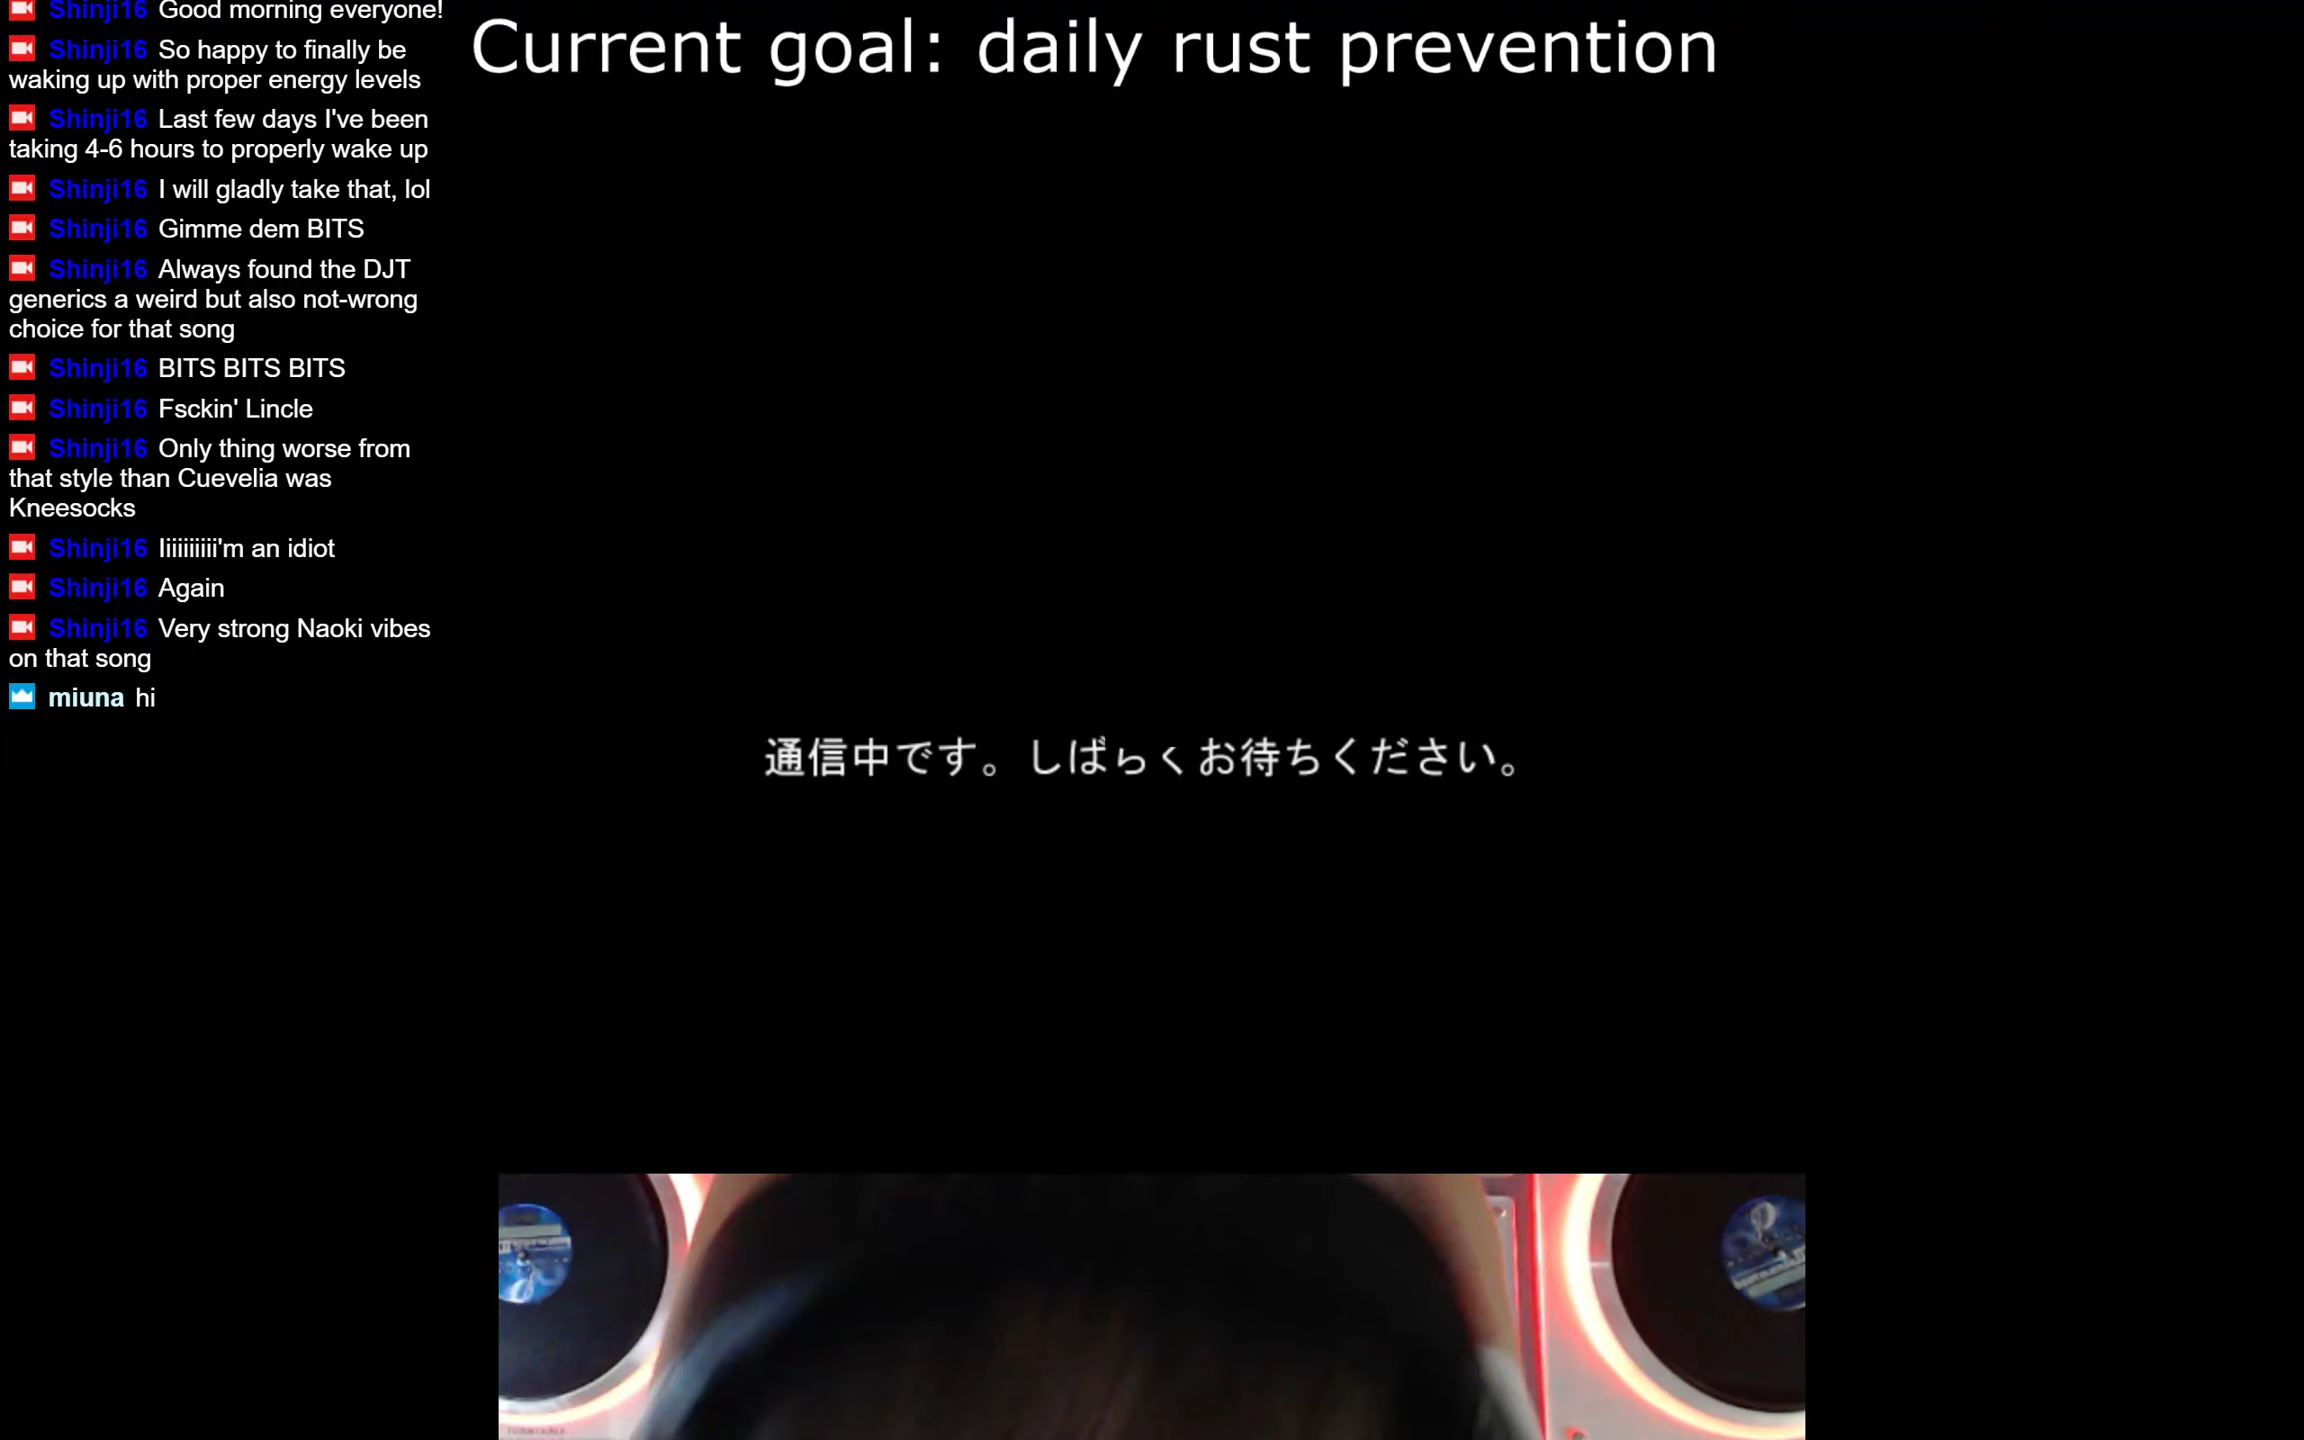 Shinji16 Good morning everyone!
Shinji16 So happy to finally be
waking up with proper energy levels
Shinji16 Last few days I've been
taking 4-6 hours to properly wake up
Shinji16 I will gladly take that, lol
Shinji16 Gimme dem BITS
Shinji16 Always found the DJT
generics a weird but also not-wrong
choice for that song
Shinji16 BITS BITS BITS
Shinji16 Fsckin' Lincle
Shinji16 Only thing worse from
that style than Cuevelia was
Kneesocks
Shinji16 Iiiiiiiiii'm an idiot
Shinji16 Again
Shinji16 Very strong Naoki vibes
on that song
miuna hi
Current goal: daily rust prevention
通信中です。しばらくお待ちください。